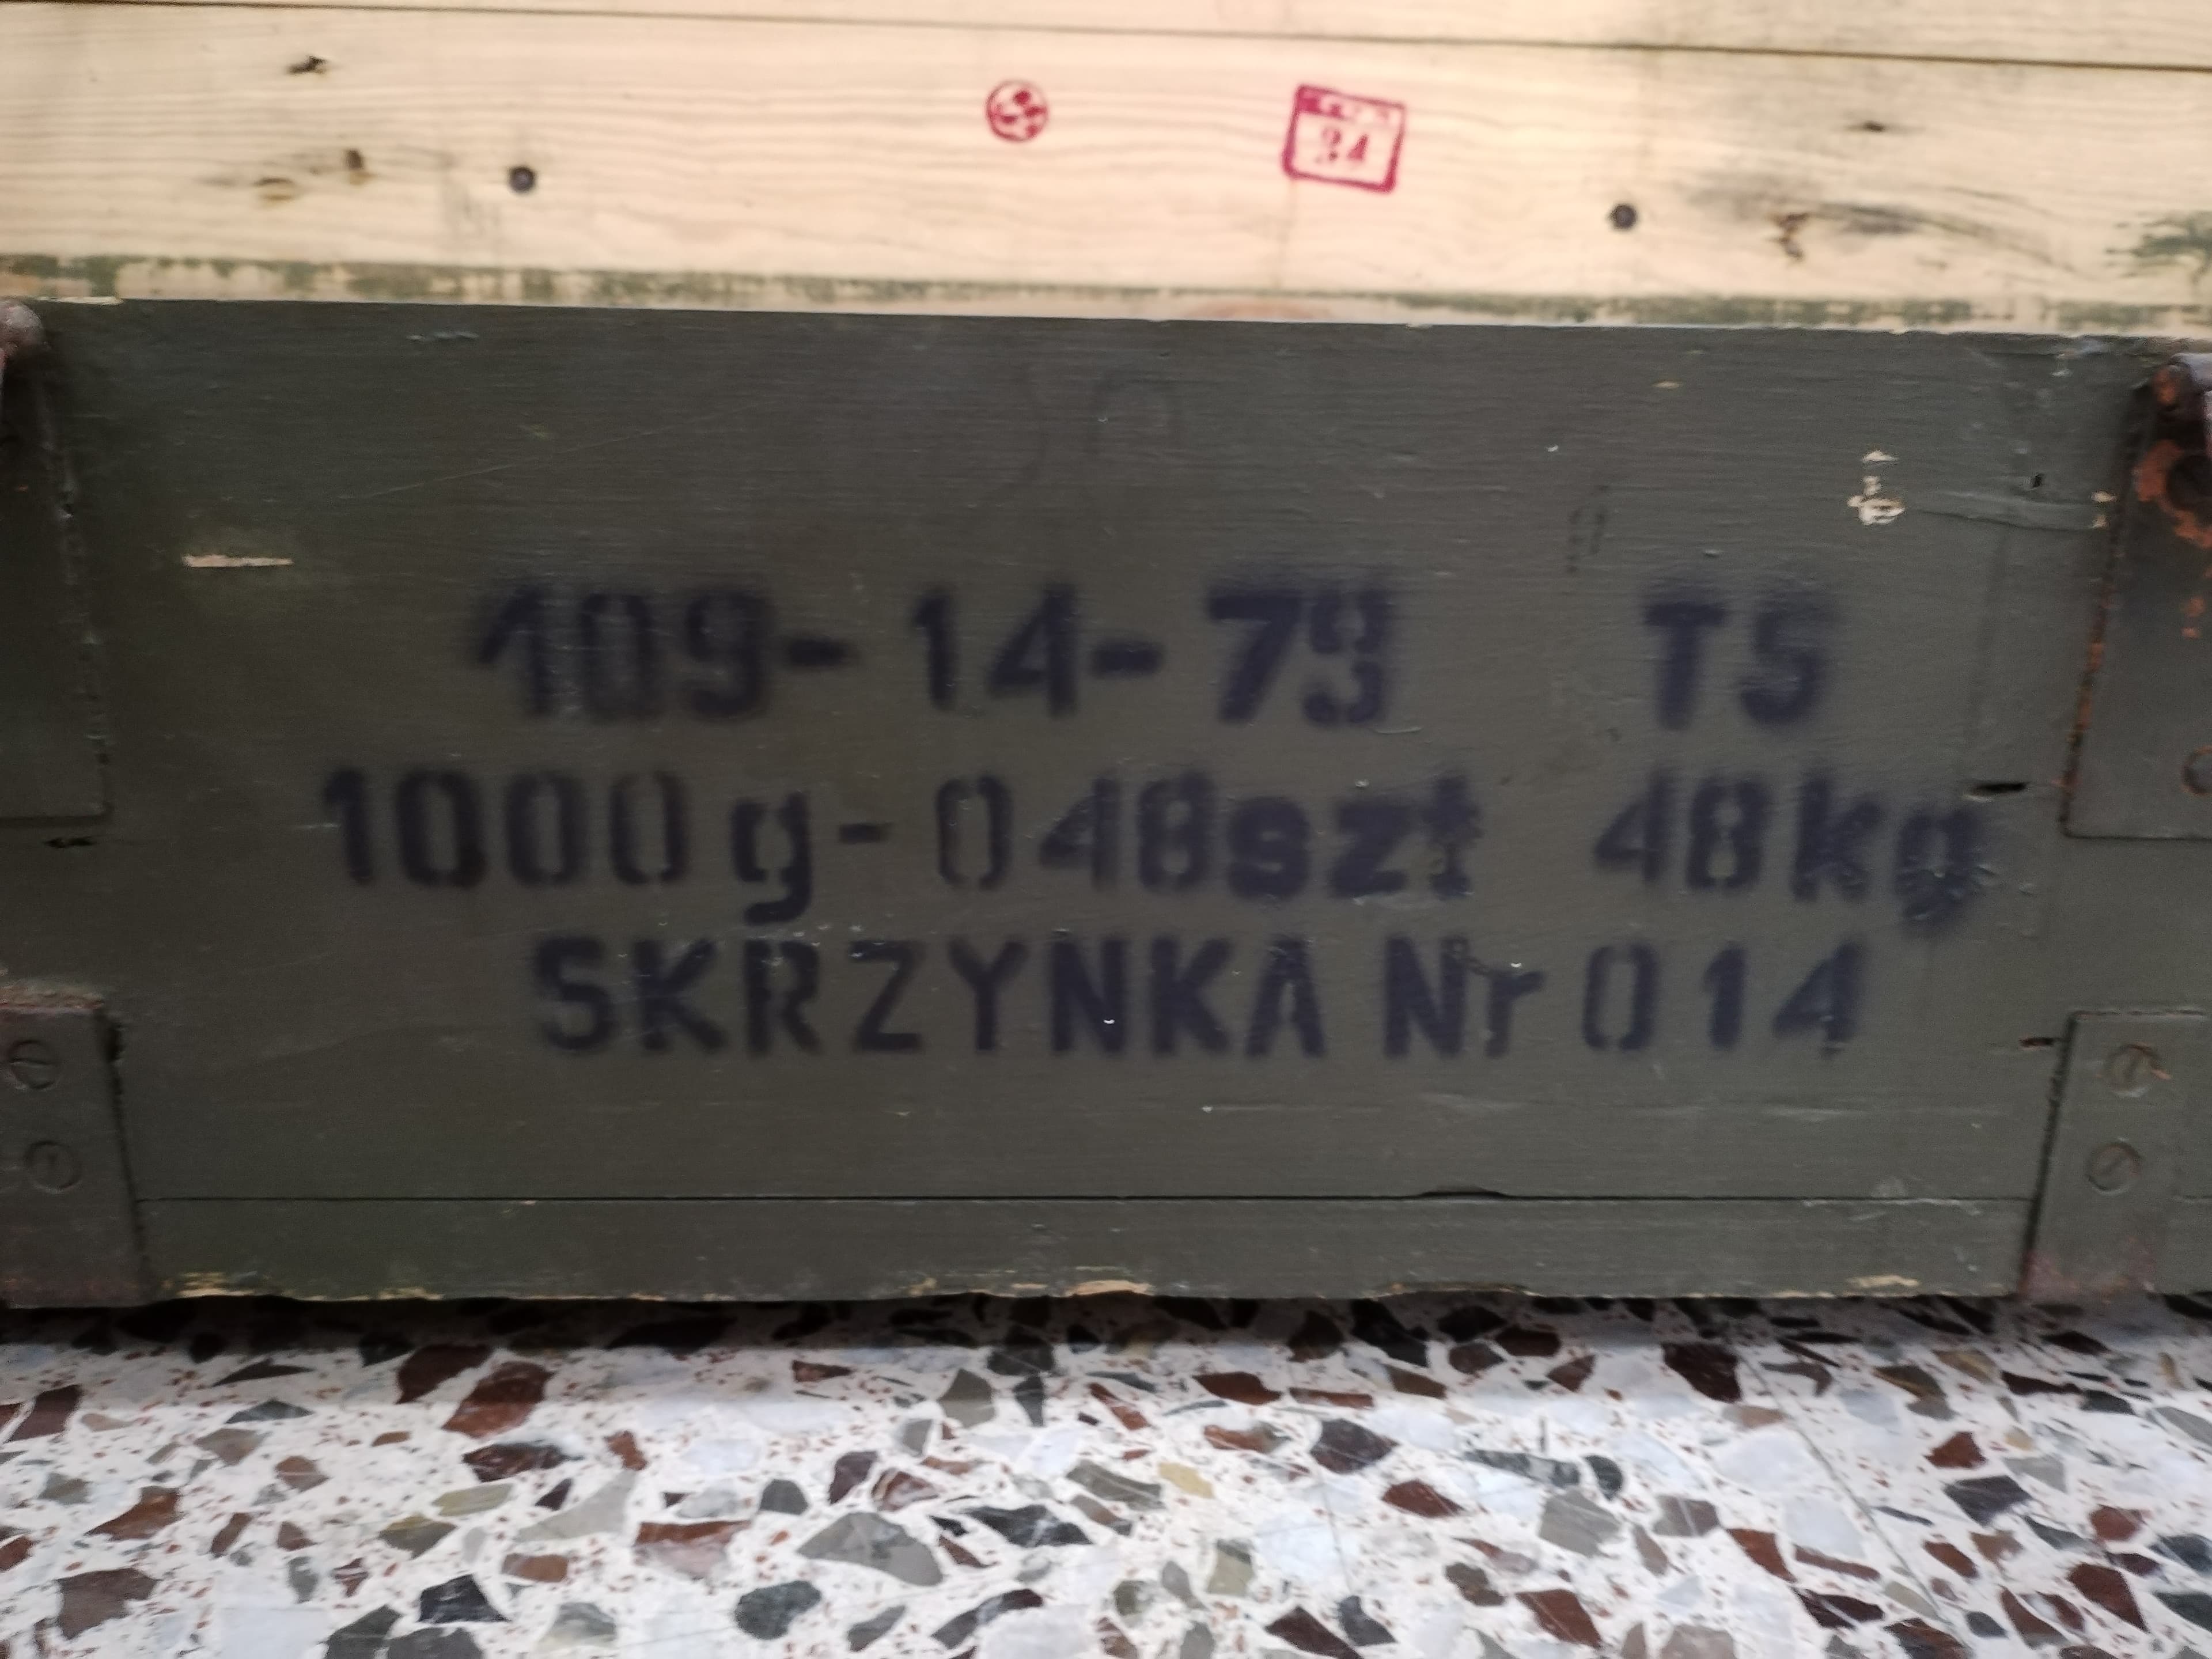 109-14-79 TS
1000g-048szt 48kg
SKRZYNKA Nr 014